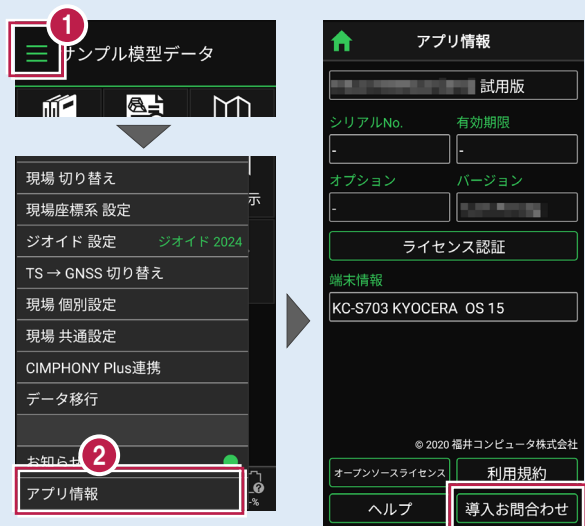 1
サンプル模型データ
現場 切り替え
現場座標系 設定
示
ジオイド 設定 ジオイド 2024
TS → GNSS 切り替え
現場 個別設定
現場 共通設定
CIMPHONY Plus連携
データ移行
お知らせ
2
アプリ情報
-%
アプリ情報
試用版
シリアルNo. 有効期限
- -
オプション バージョン
-
ライセンス認証
端末情報
KC-S703 KYOCERA OS 15
© 2020 福井コンピュータ株式会社
オープンソースライセンス 利用規約
ヘルプ 導入お問合わせ